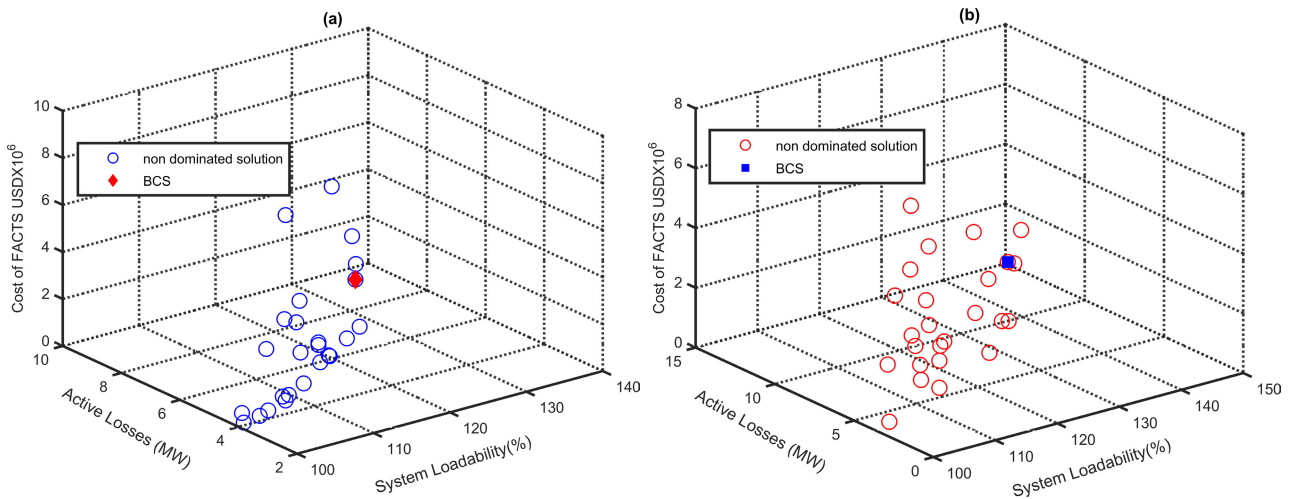 (a)
10
8
6
4
2
0
Cost of FACTS USDX10^6
non dominated solution
BCS
10
8
6
4
2
Active Losses (MW)
100
110
120
130
140
System Loadability(%)
(b)
8
6
4
2
0
Cost of FACTS USDX10^6
non dominated solution
BCS
15
10
5
0
Active Losses (MW)
100
110
120
130
140
150
System Loadability(%)